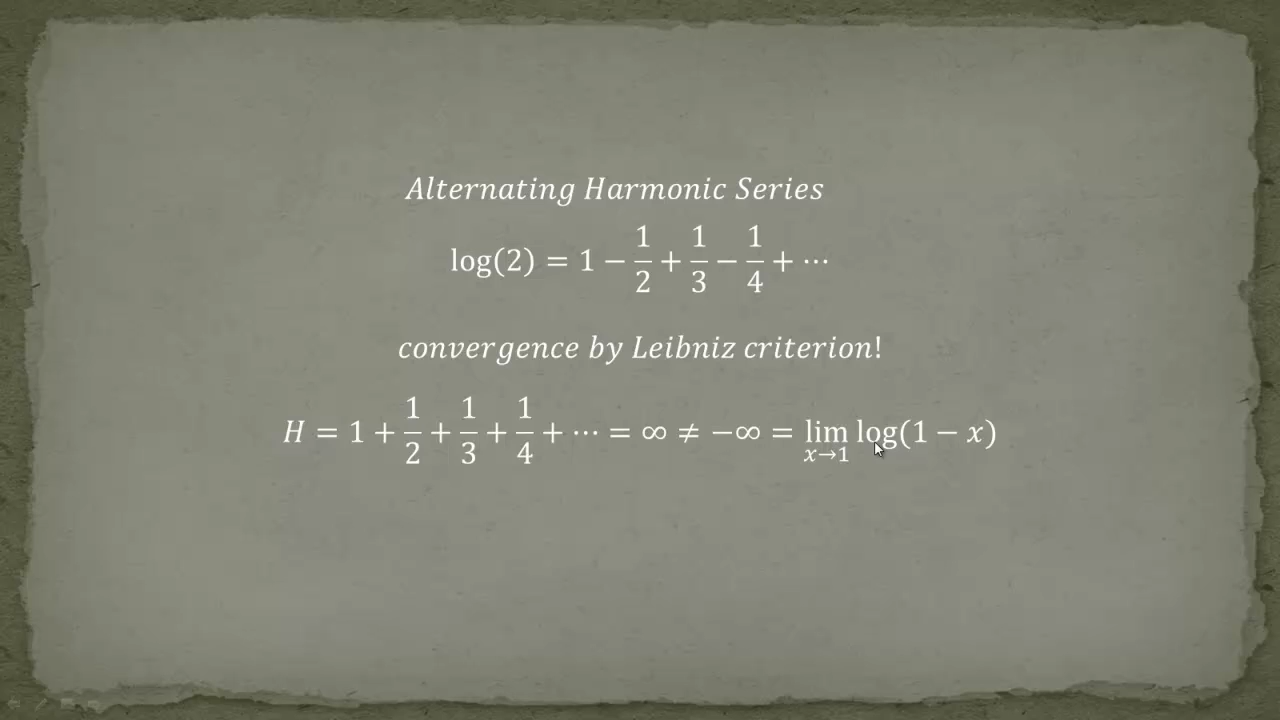 Alternating Harmonic Series
log(2) = 1 − 1/2 + 1/3 − 1/4 + ⋯
convergence by Leibniz criterion!
H = 1 + 1/2 + 1/3 + 1/4 + ⋯ = ∞ ≠ −∞ = lim x→1 log(1 − x)